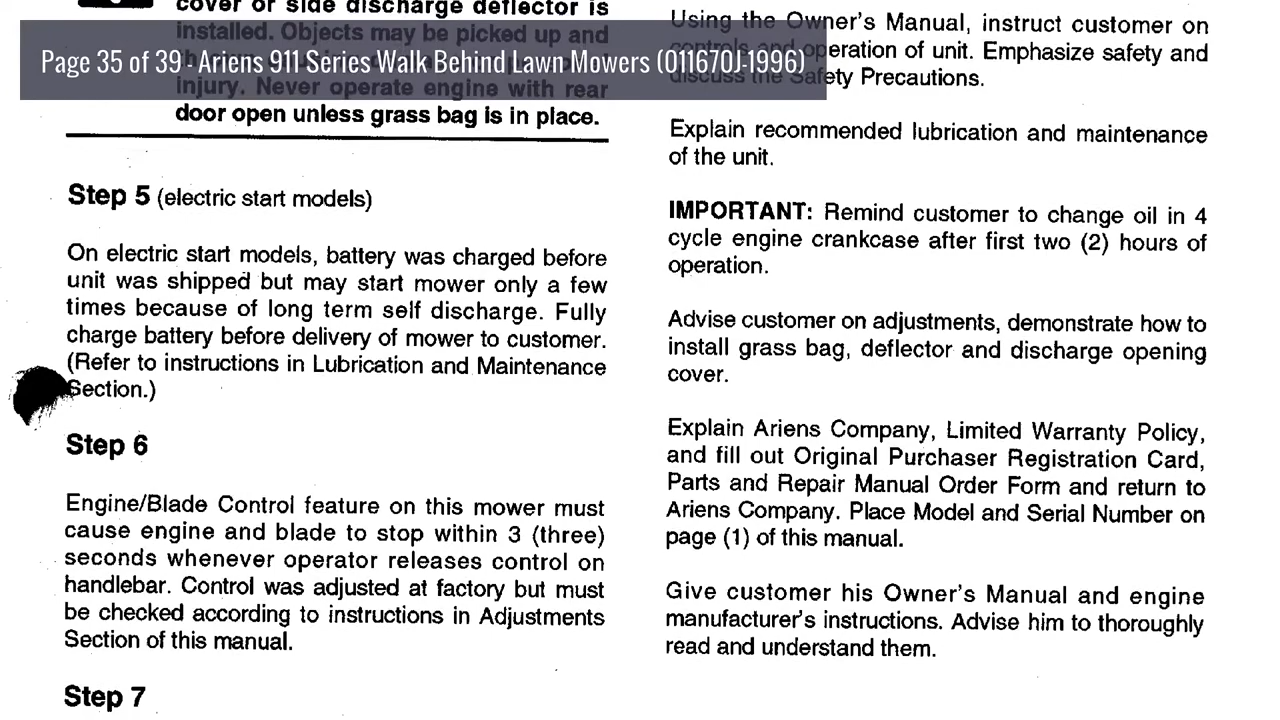 cover or side discharge deflector is
installed. Objects may be picked up and
injury. Never operate engine with rear
door open unless grass bag is in place.
Page 35 of 39 - Ariens 911 Series Walk Behind Lawn Mowers (011670J-1996)
Step 5 (electric start models)
On electric start models, battery was charged before
unit was shipped but may start mower only a few
times because of long term self discharge. Fully
charge battery before delivery of mower to customer.
(Refer to instructions in Lubrication and Maintenance
Section.)
Step 6
Engine/Blade Control feature on this mower must
cause engine and blade to stop within 3 (three)
seconds whenever operator releases control on
handlebar. Control was adjusted at factory but must
be checked according to instructions in Adjustments
Section of this manual.
Step 7
Using the Owner's Manual, instruct customer on
controls and operation of unit. Emphasize safety and
discuss the Safety Precautions.
Explain recommended lubrication and maintenance
of the unit.
IMPORTANT: Remind customer to change oil in 4
cycle engine crankcase after first two (2) hours of
operation.
Advise customer on adjustments, demonstrate how to
install grass bag, deflector and discharge opening
cover.
Explain Ariens Company, Limited Warranty Policy,
and fill out Original Purchaser Registration Card,
Parts and Repair Manual Order Form and return to
Ariens Company. Place Model and Serial Number on
page (1) of this manual.
Give customer his Owner's Manual and engine
manufacturer's instructions. Advise him to thoroughly
read and understand them.